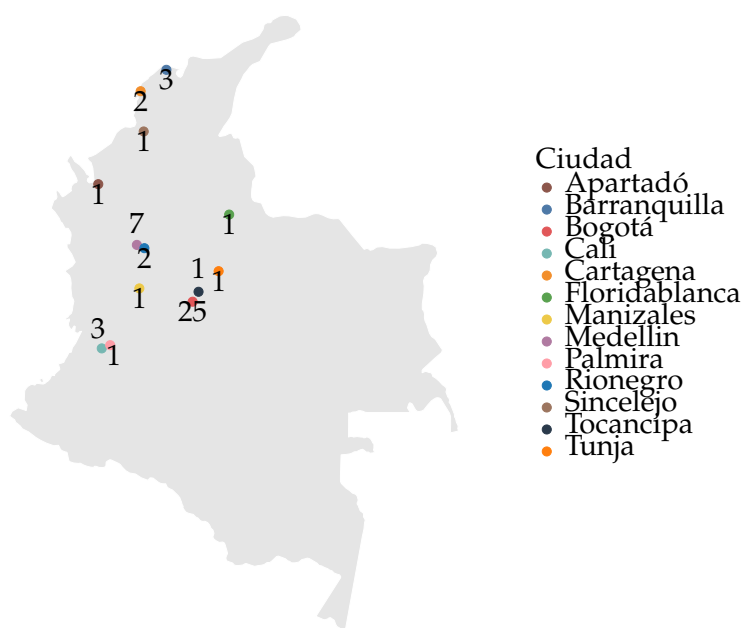 3
2
1
1
7
1
2
1
1
1
25
3
1
Ciudad
Apartadó
Barranquilla
Bogotá
Cali
Cartagena
Floridablanca
Manizales
Medellin
Palmira
Rionegro
Sincelejo
Tocancipa
Tunja